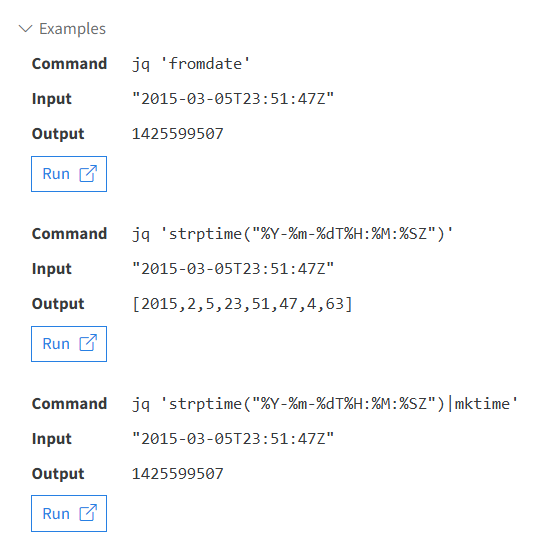 Examples
Command jq 'fromdate'
Input "2015-03-05T23:51:47Z"
Output 1425599507
Run
Command jq 'strptime("%Y-%m-%dT%H:%M:%SZ")'
Input "2015-03-05T23:51:47Z"
Output [2015,2,5,23,51,47,4,63]
Run
Command jq 'strptime("%Y-%m-%dT%H:%M:%SZ")|mktime'
Input "2015-03-05T23:51:47Z"
Output 1425599507
Run